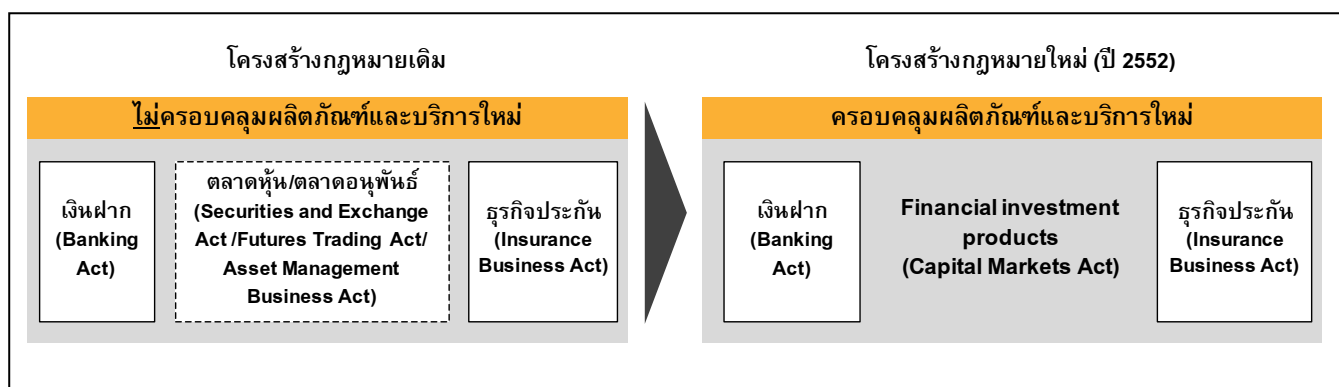 โครงสร้างกฎหมายเดิม
ไม่ครอบคลุมผลิตภัณฑ์และบริการใหม่
เงินฝาก
(Banking
Act)
ตลาดหุ้น/ตลาดอนุพันธ์
(Securities and Exchange
Act /Futures Trading Act/
Asset Management
Business Act)
ธุรกิจประกัน
(Insurance
Business Act)
โครงสร้างกฎหมายใหม่ (ปี 2552)
ครอบคลุมผลิตภัณฑ์และบริการใหม่
เงินฝาก
(Banking
Act)
Financial investment
products
(Capital Markets Act)
ธุรกิจประกัน
(Insurance
Business Act)